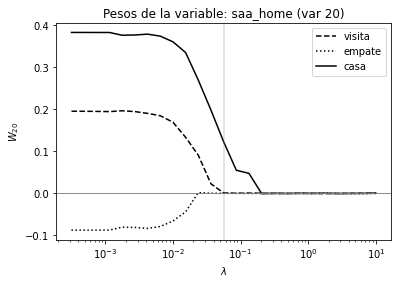 Pesos de la variable: saa_home (var 20)
visita
empate
casa
W₂₀
0.4
0.3
0.2
0.1
0.0
−0.1
10⁻³
10⁻²
10⁻¹
10⁰
10¹
λ